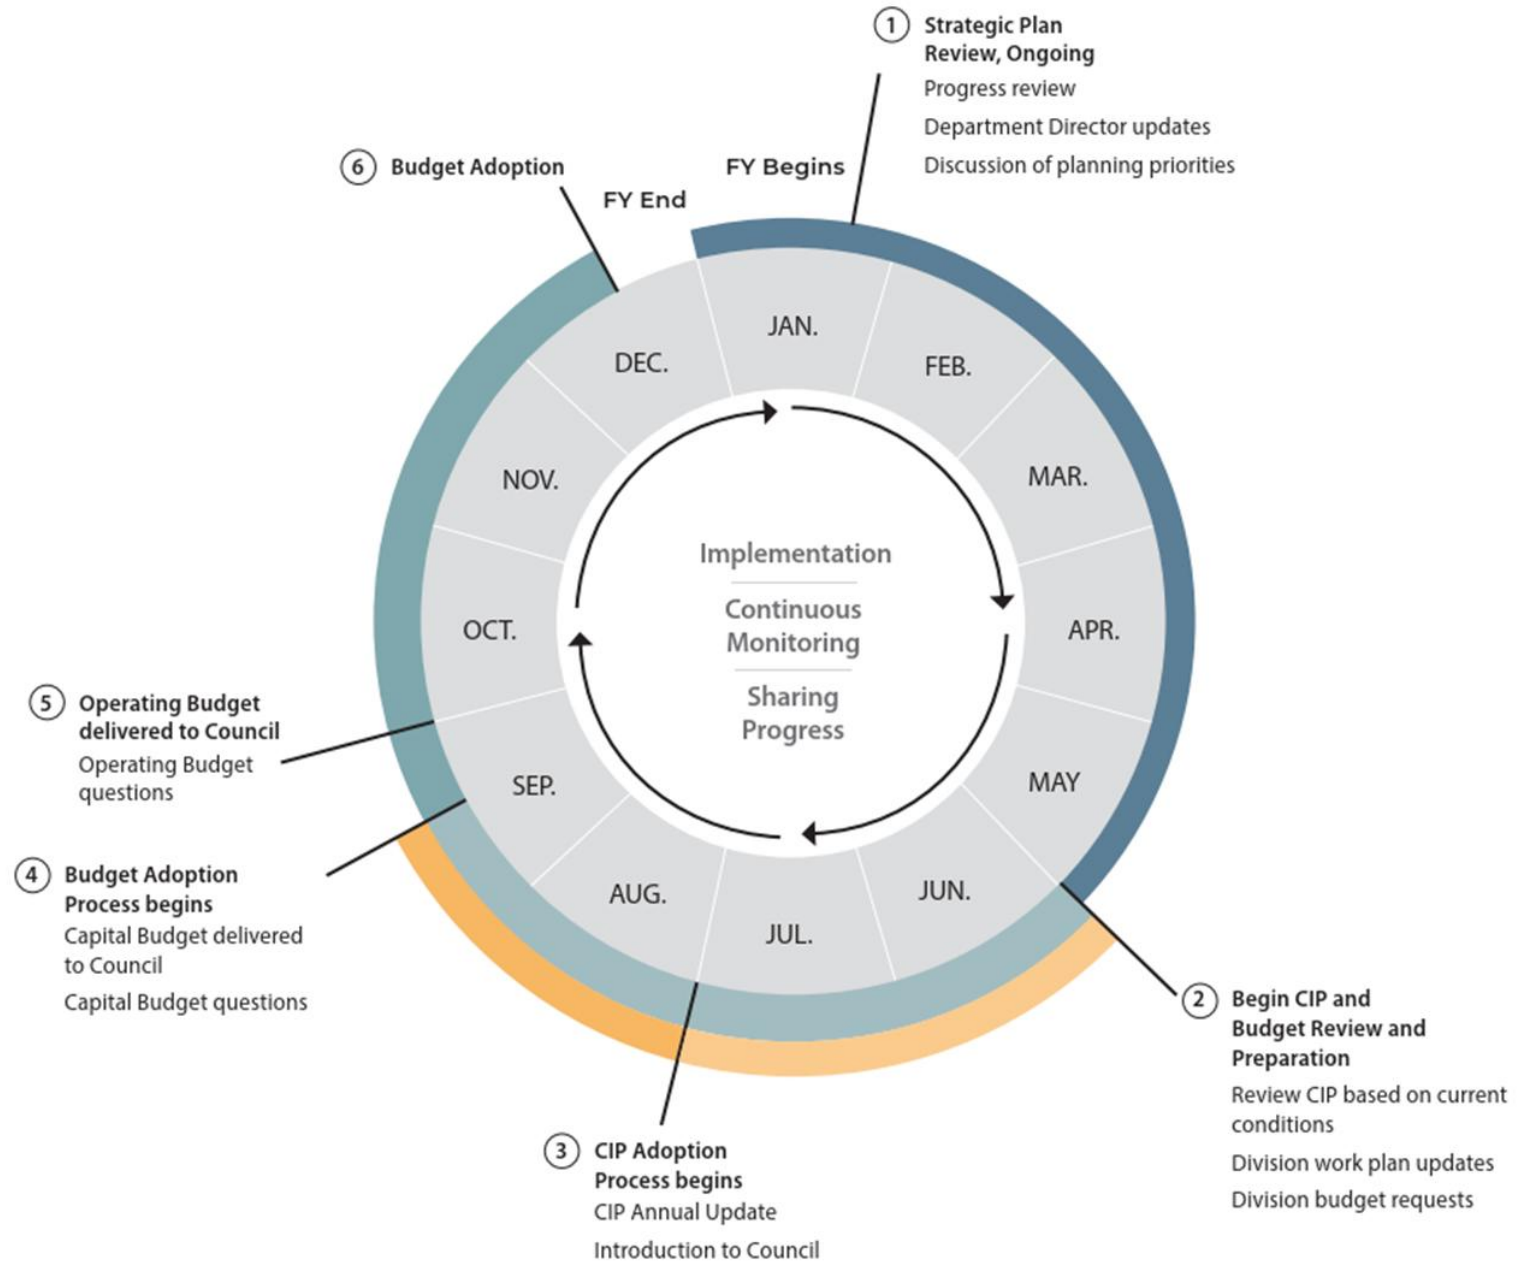 1
Strategic Plan
Review, Ongoing
Progress review
Department Director updates
Discussion of planning priorities
6
Budget Adoption
FY End
FY Begins
JAN.
FEB.
MAR.
APR.
MAY
JUN.
JUL.
AUG.
SEP.
OCT.
NOV.
DEC.
Implementation
Continuous
Monitoring
Sharing
Progress
5
Operating Budget
delivered to Council
Operating Budget
questions
4
Budget Adoption
Process begins
Capital Budget delivered
to Council
Capital Budget questions
3
CIP Adoption
Process begins
CIP Annual Update
Introduction to Council
2
Begin CIP and
Budget Review and
Preparation
Review CIP based on current
conditions
Division work plan updates
Division budget requests